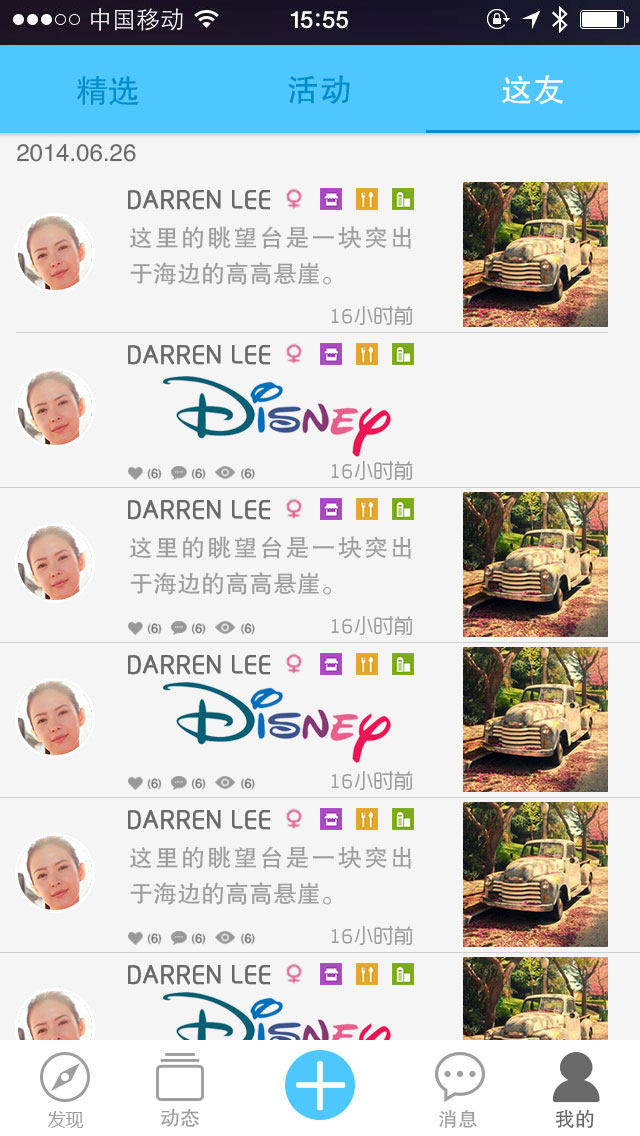 中国移动 15:55
精选 活动 这友
2014.06.26
DARREN LEE
这里的眺望台是一块突出
于海边的高高悬崖。
16小时前
DARREN LEE
DISNEY
(6) (6) (6) 16小时前
DARREN LEE
这里的眺望台是一块突出
于海边的高高悬崖。
(6) (6) (6) 16小时前
DARREN LEE
DISNEY
(6) (6) (6) 16小时前
DARREN LEE
这里的眺望台是一块突出
于海边的高高悬崖。
(6) (6) (6) 16小时前
DARREN LEE
DISNEY
发现 动态 消息 我的